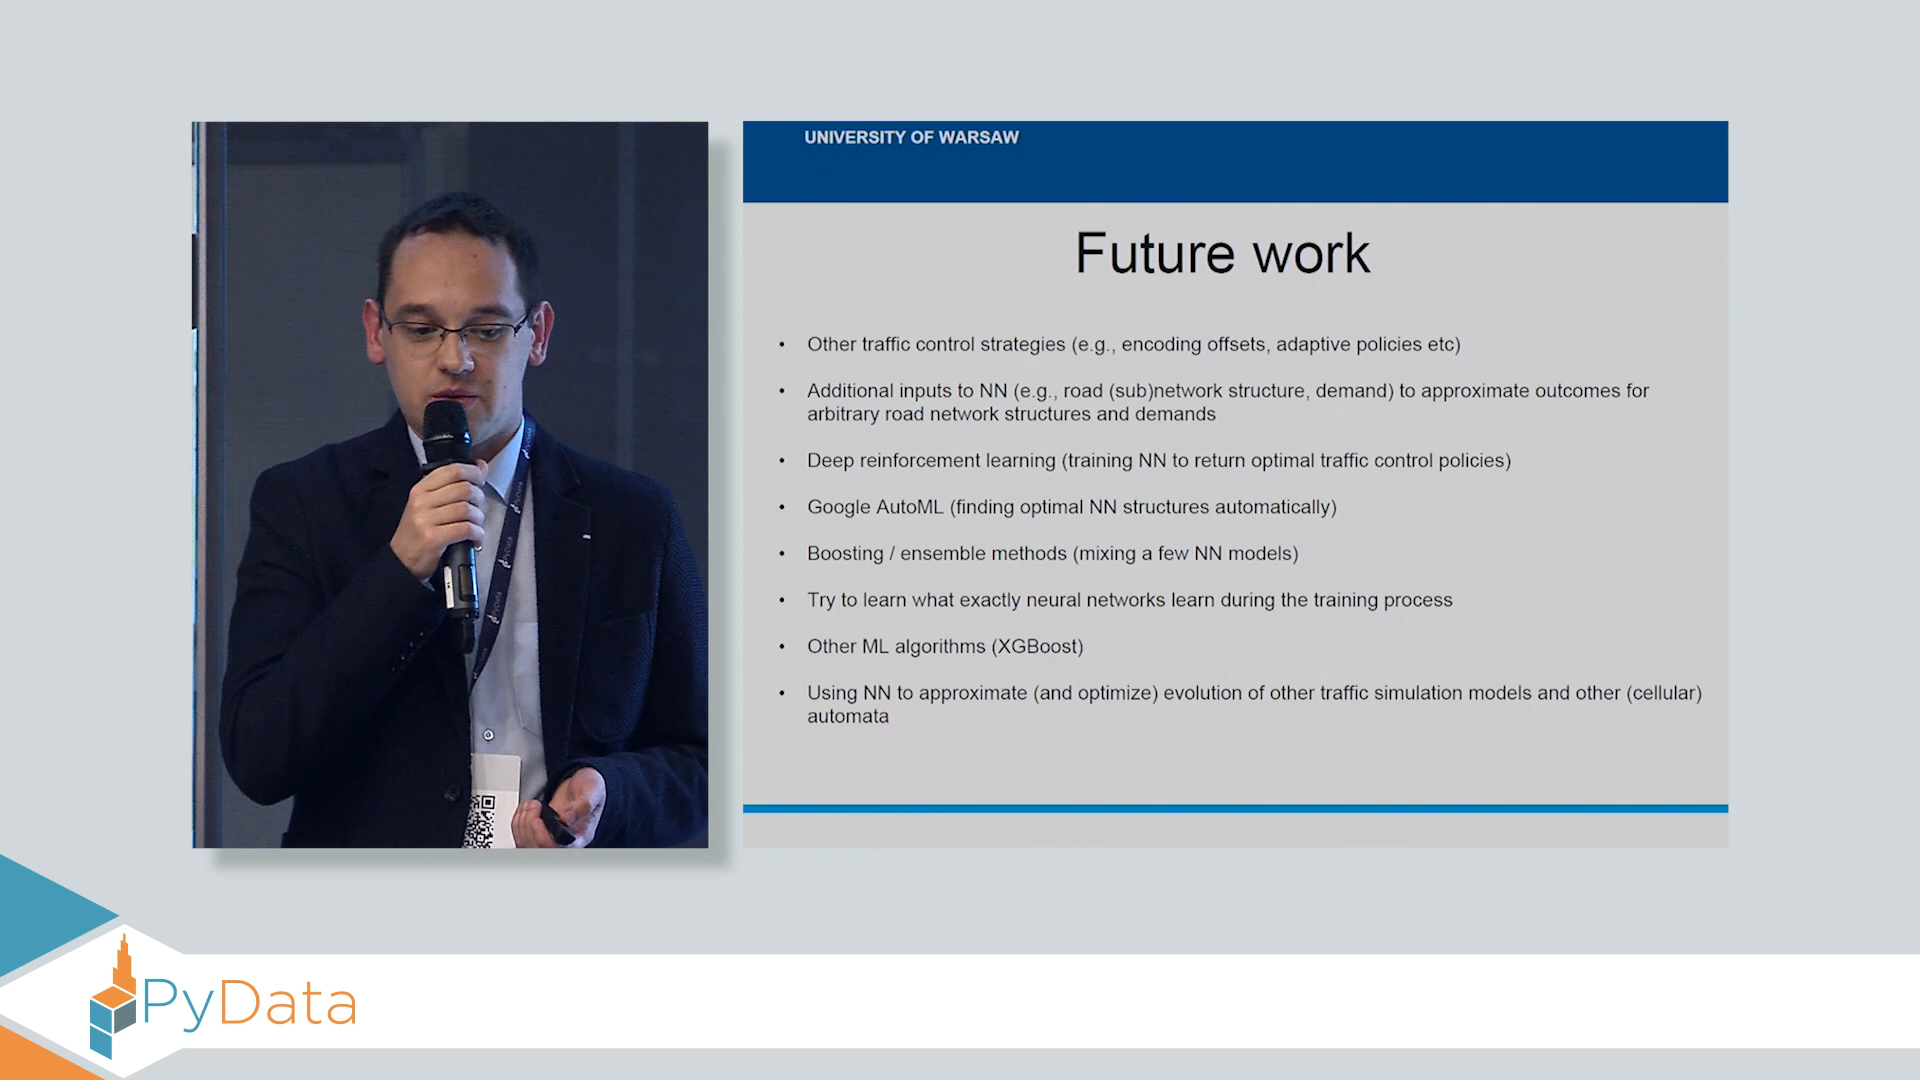 UNIVERSITY OF WARSAW
Future work
• Other traffic control strategies (e.g., encoding offsets, adaptive policies etc)
• Additional inputs to NN (e.g., road (sub)network structure, demand) to approximate outcomes for
arbitrary road network structures and demands
• Deep reinforcement learning (training NN to return optimal traffic control policies)
• Google AutoML (finding optimal NN structures automatically)
• Boosting / ensemble methods (mixing a few NN models)
• Try to learn what exactly neural networks learn during the training process
• Other ML algorithms (XGBoost)
• Using NN to approximate (and optimize) evolution of other traffic simulation models and other (cellular)
automata
PyData
PyData
PyData
PyData
PyData